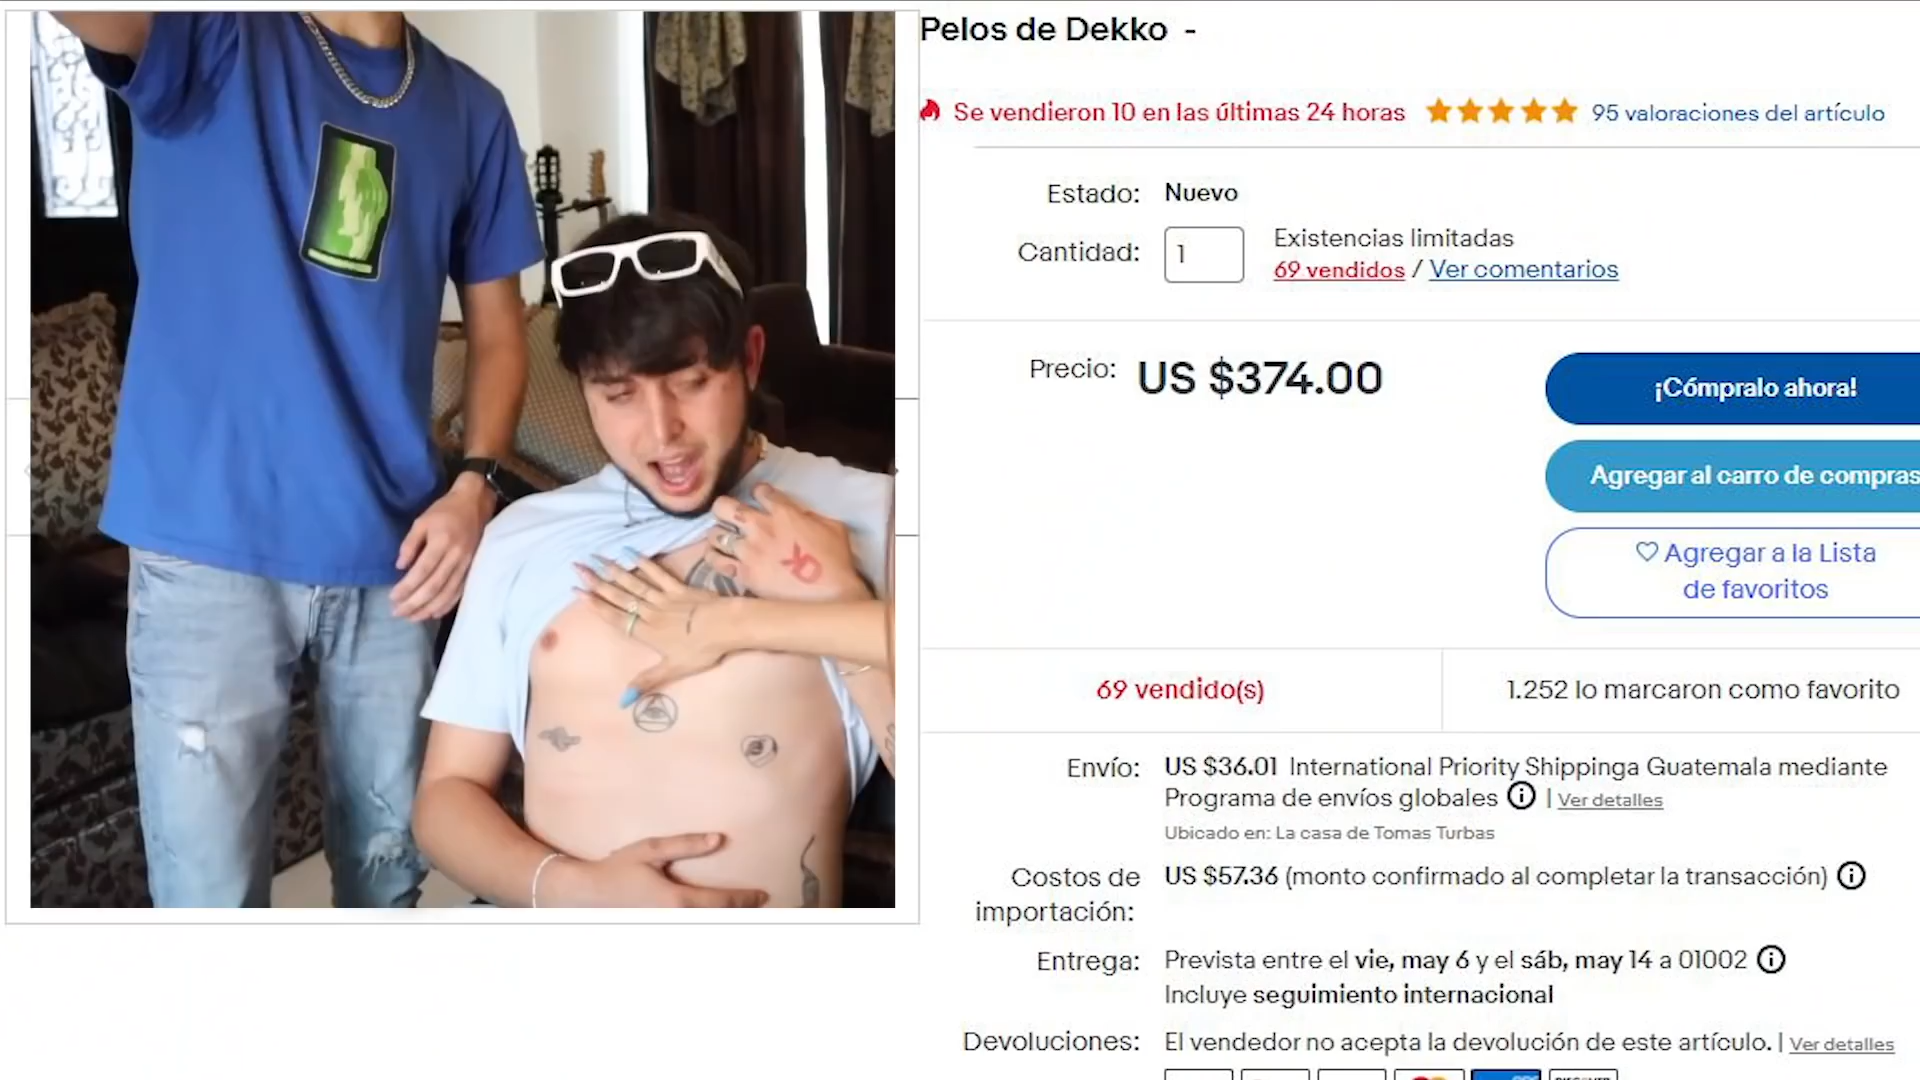 Pelos de Dekko -
Se vendieron 10 en las últimas 24 horas
95 valoraciones del artículo
Estado: Nuevo
Cantidad: 1
Existencias limitadas
69 vendidos / Ver comentarios
Precio: US $374.00
¡Cómpralo ahora!
Agregar al carro de compras
Agregar a la Lista
de favoritos
69 vendido(s)
1.252 lo marcaron como favorito
Envío: US $36.01 International Priority Shippinga Guatemala mediante
Programa de envíos globales | Ver detalles
Ubicado en: La casa de Tomas Turbas
Costos de importación: US $57.36 (monto confirmado al completar la transacción)
Entrega: Prevista entre el vie, may 6 y el sáb, may 14 a 01002
Incluye seguimiento internacional
Devoluciones: El vendedor no acepta la devolución de este artículo. | Ver detalles